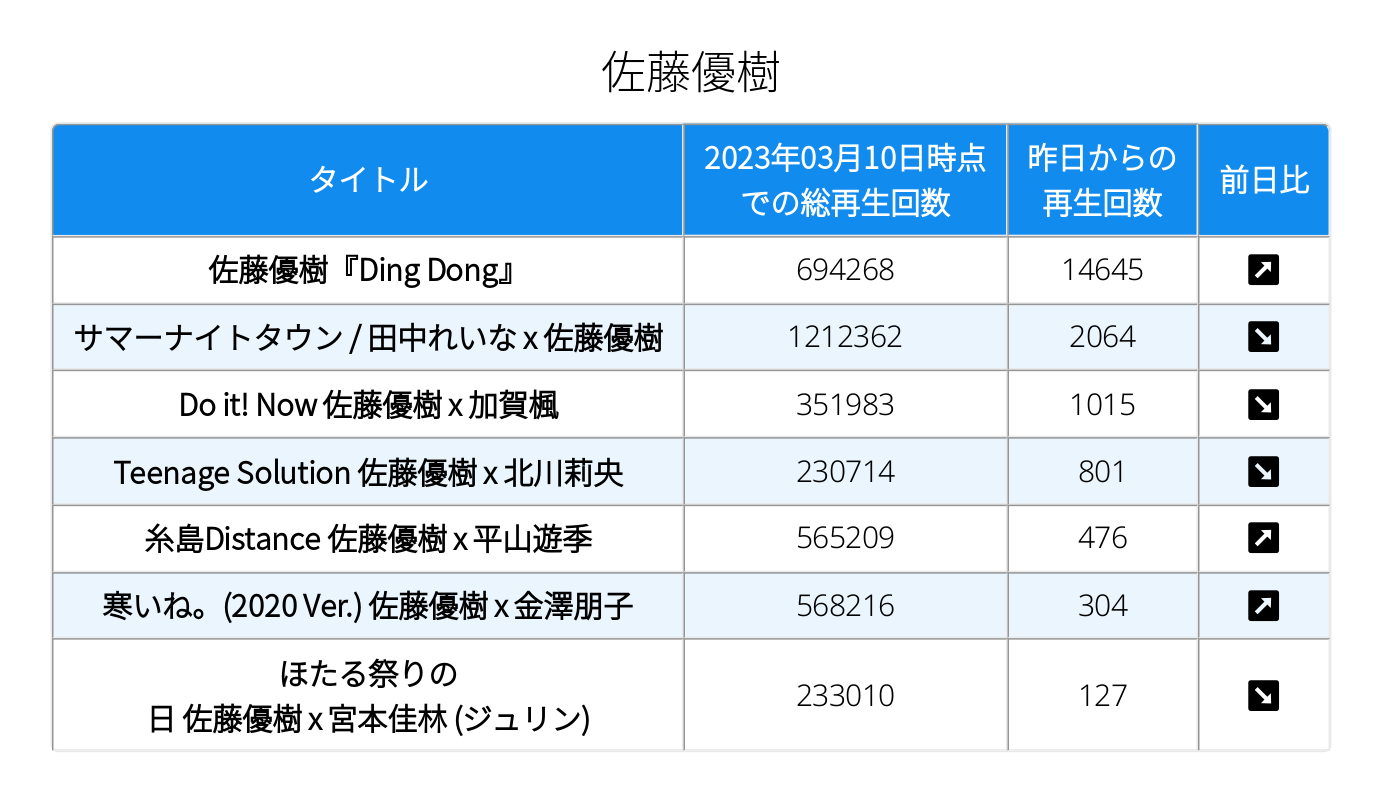 佐藤優樹
タイトル
2023年03月10日時点
での総再生回数
昨日からの
再生回数
前日比
佐藤優樹『Ding Dong』 694268 14645 ↗
サマーナイトタウン / 田中れいな x 佐藤優樹 1212362 2064 ↘
Do it! Now 佐藤優樹 x 加賀楓 351983 1015 ↘
Teenage Solution 佐藤優樹 x 北川莉央 230714 801 ↘
糸島Distance 佐藤優樹 x 平山遊季 565209 476 ↗
寒いね。(2020 Ver.) 佐藤優樹 x 金澤朋子 568216 304 ↗
ほたる祭りの
日 佐藤優樹 x 宮本佳林 (ジュリン) 233010 127 ↘